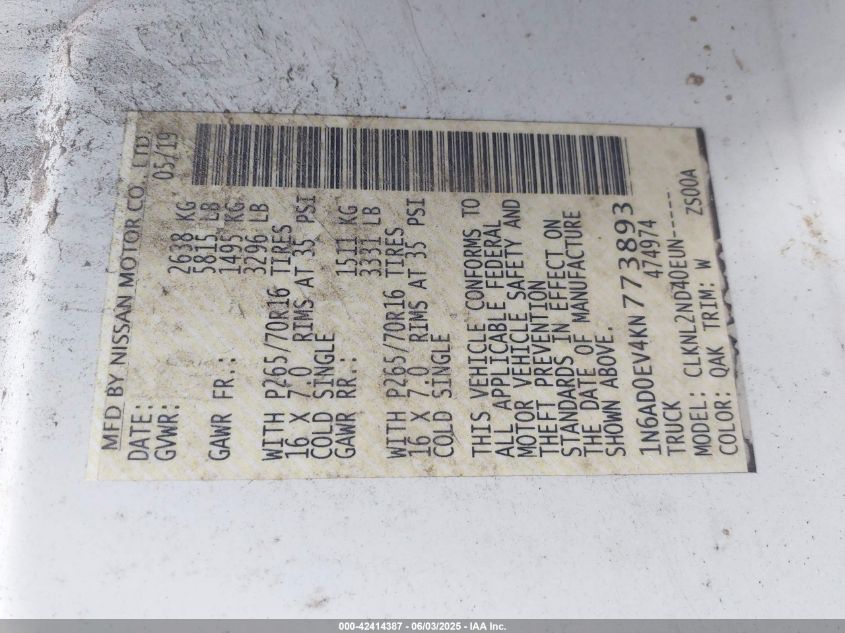 MFD BY NISSAN MOTOR CO., LTD
DATE: 05/19
GVWR: 2638 KG
5815 LB
GAWR FR.: 1495 KG
3296 LB
WITH P265/70R16 TIRES
16 X 7.0 RIMS AT 35 PSI
COLD SINGLE
GAWR RR.: 1511 KG
3331 LB
WITH P265/70R16 TIRES
16 X 7.0 RIMS AT 35 PSI
COLD SINGLE
THIS VEHICLE CONFORMS TO
ALL APPLICABLE FEDERAL
MOTOR VEHICLE SAFETY AND
THEFT PREVENTION
STANDARDS IN EFFECT ON
THE DATE OF MANUFACTURE
SHOWN ABOVE.
1N6AD0EV4KN773893
TRUCK 474974
MODEL: CLKNL2ND40EUN-----
COLOR: QAK TRIM: W ZS00A
000-42414387 - 06/03/2025 - IAA Inc.